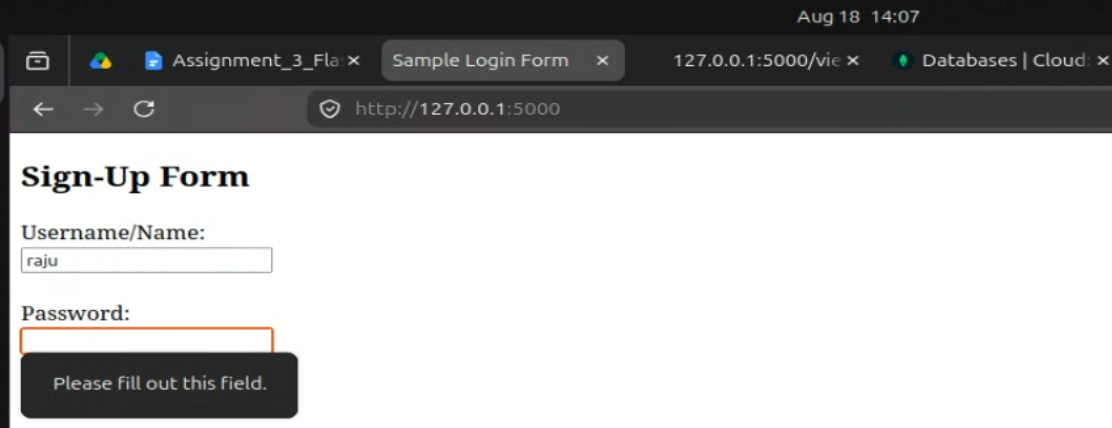 Aug 18 14:07
Assignment_3_Fla Sample Login Form 127.0.0.1:5000/vie Databases | Cloud:
http://127.0.0.1:5000
Sign-Up Form
Username/Name:
raju
Password:
Please fill out this field.